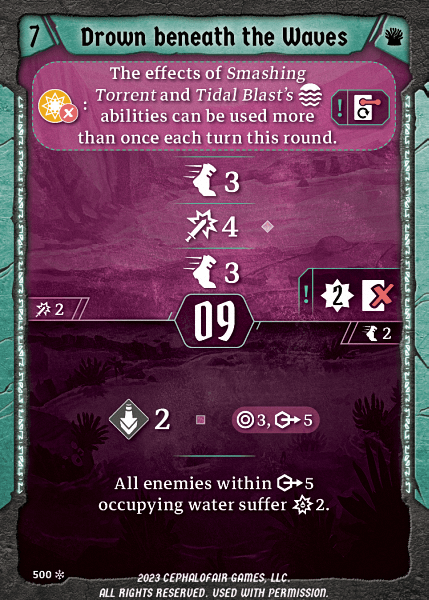 7 Drown beneath the Waves
The effects of Smashing
Torrent and Tidal Blast's
: abilities can be used more
than once each turn this round.
!
3
4
3
! 2
2
09
2
2 3, 5
All enemies within 5
occupying water suffer 2.
500
2023 CEPHALOFAIR GAMES, LLC.
ALL RIGHTS RESERVED. USED WITH PERMISSION.